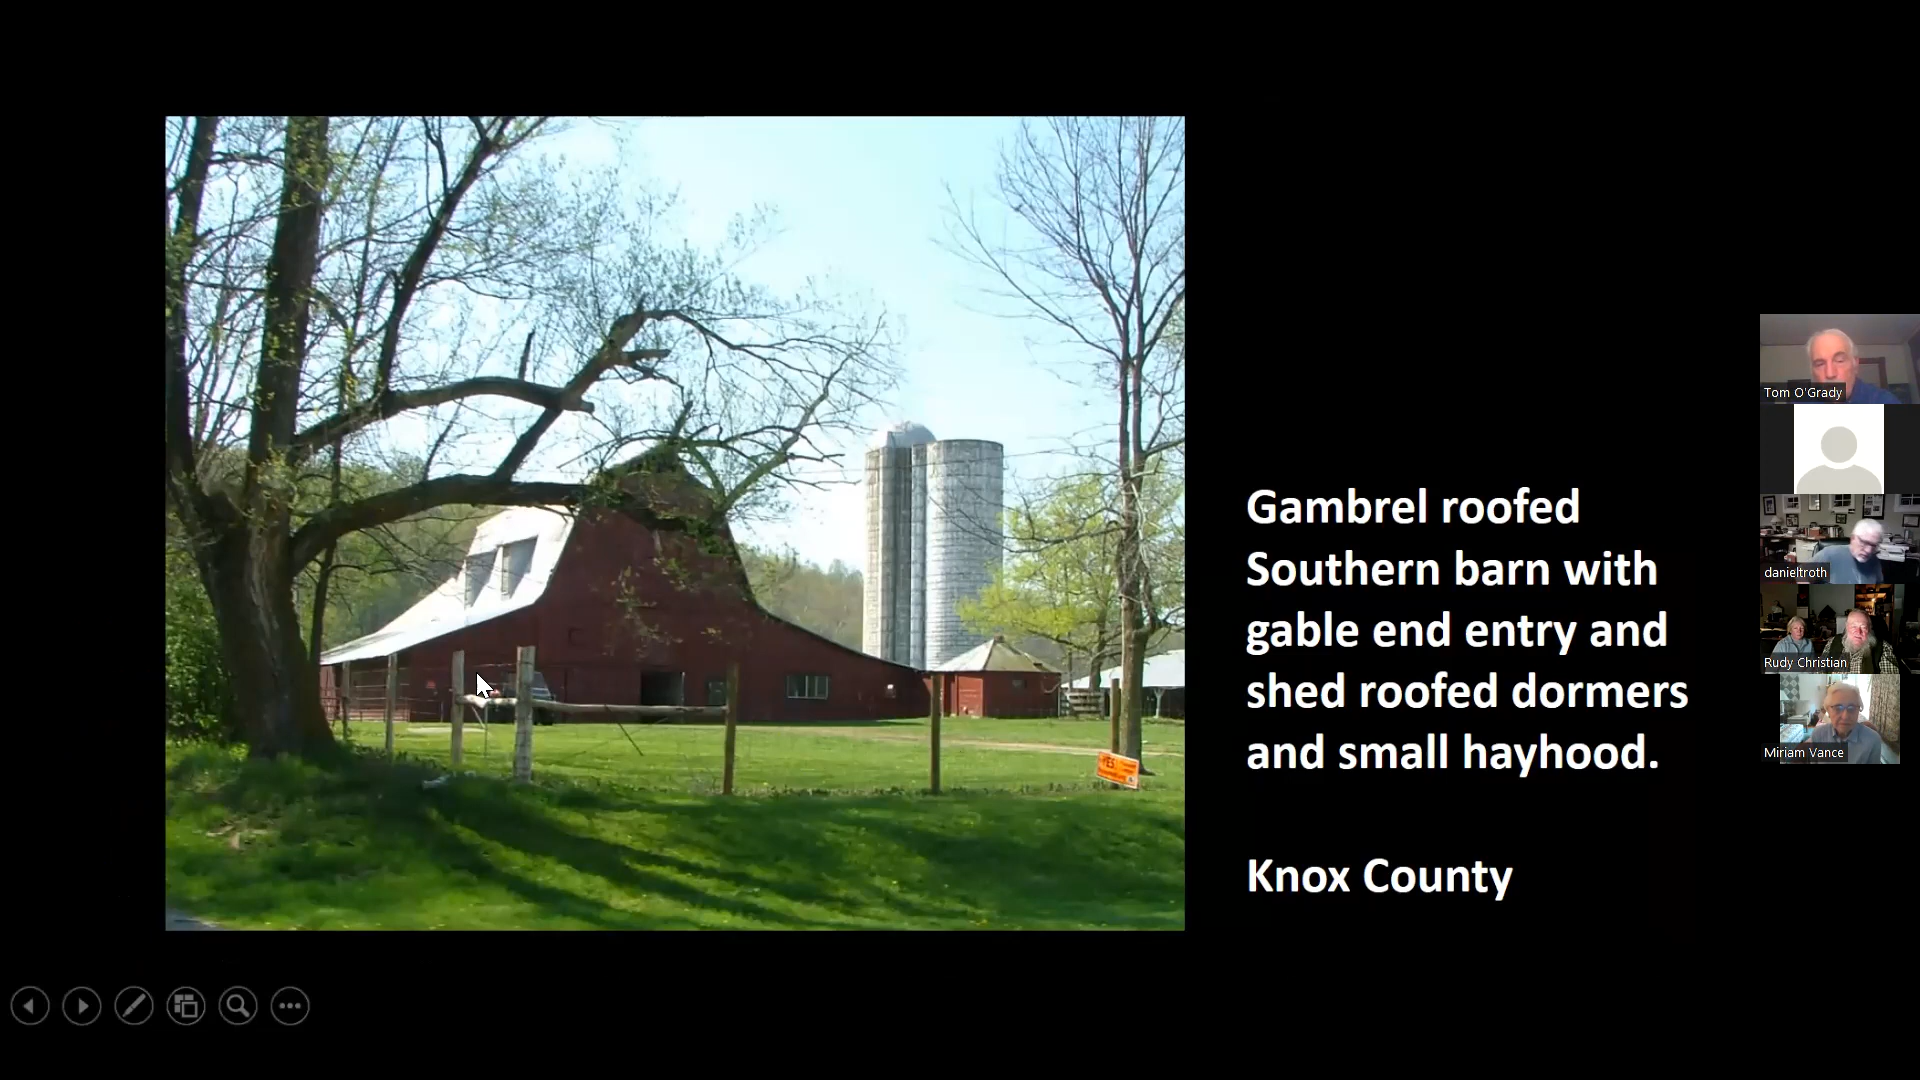 Gambrel roofed
Southern barn with
gable end entry and
shed roofed dormers
and small hayhood.
Knox County
YES
Tom O'Grady
danieltroth
Rudy Christian
Miriam Vance